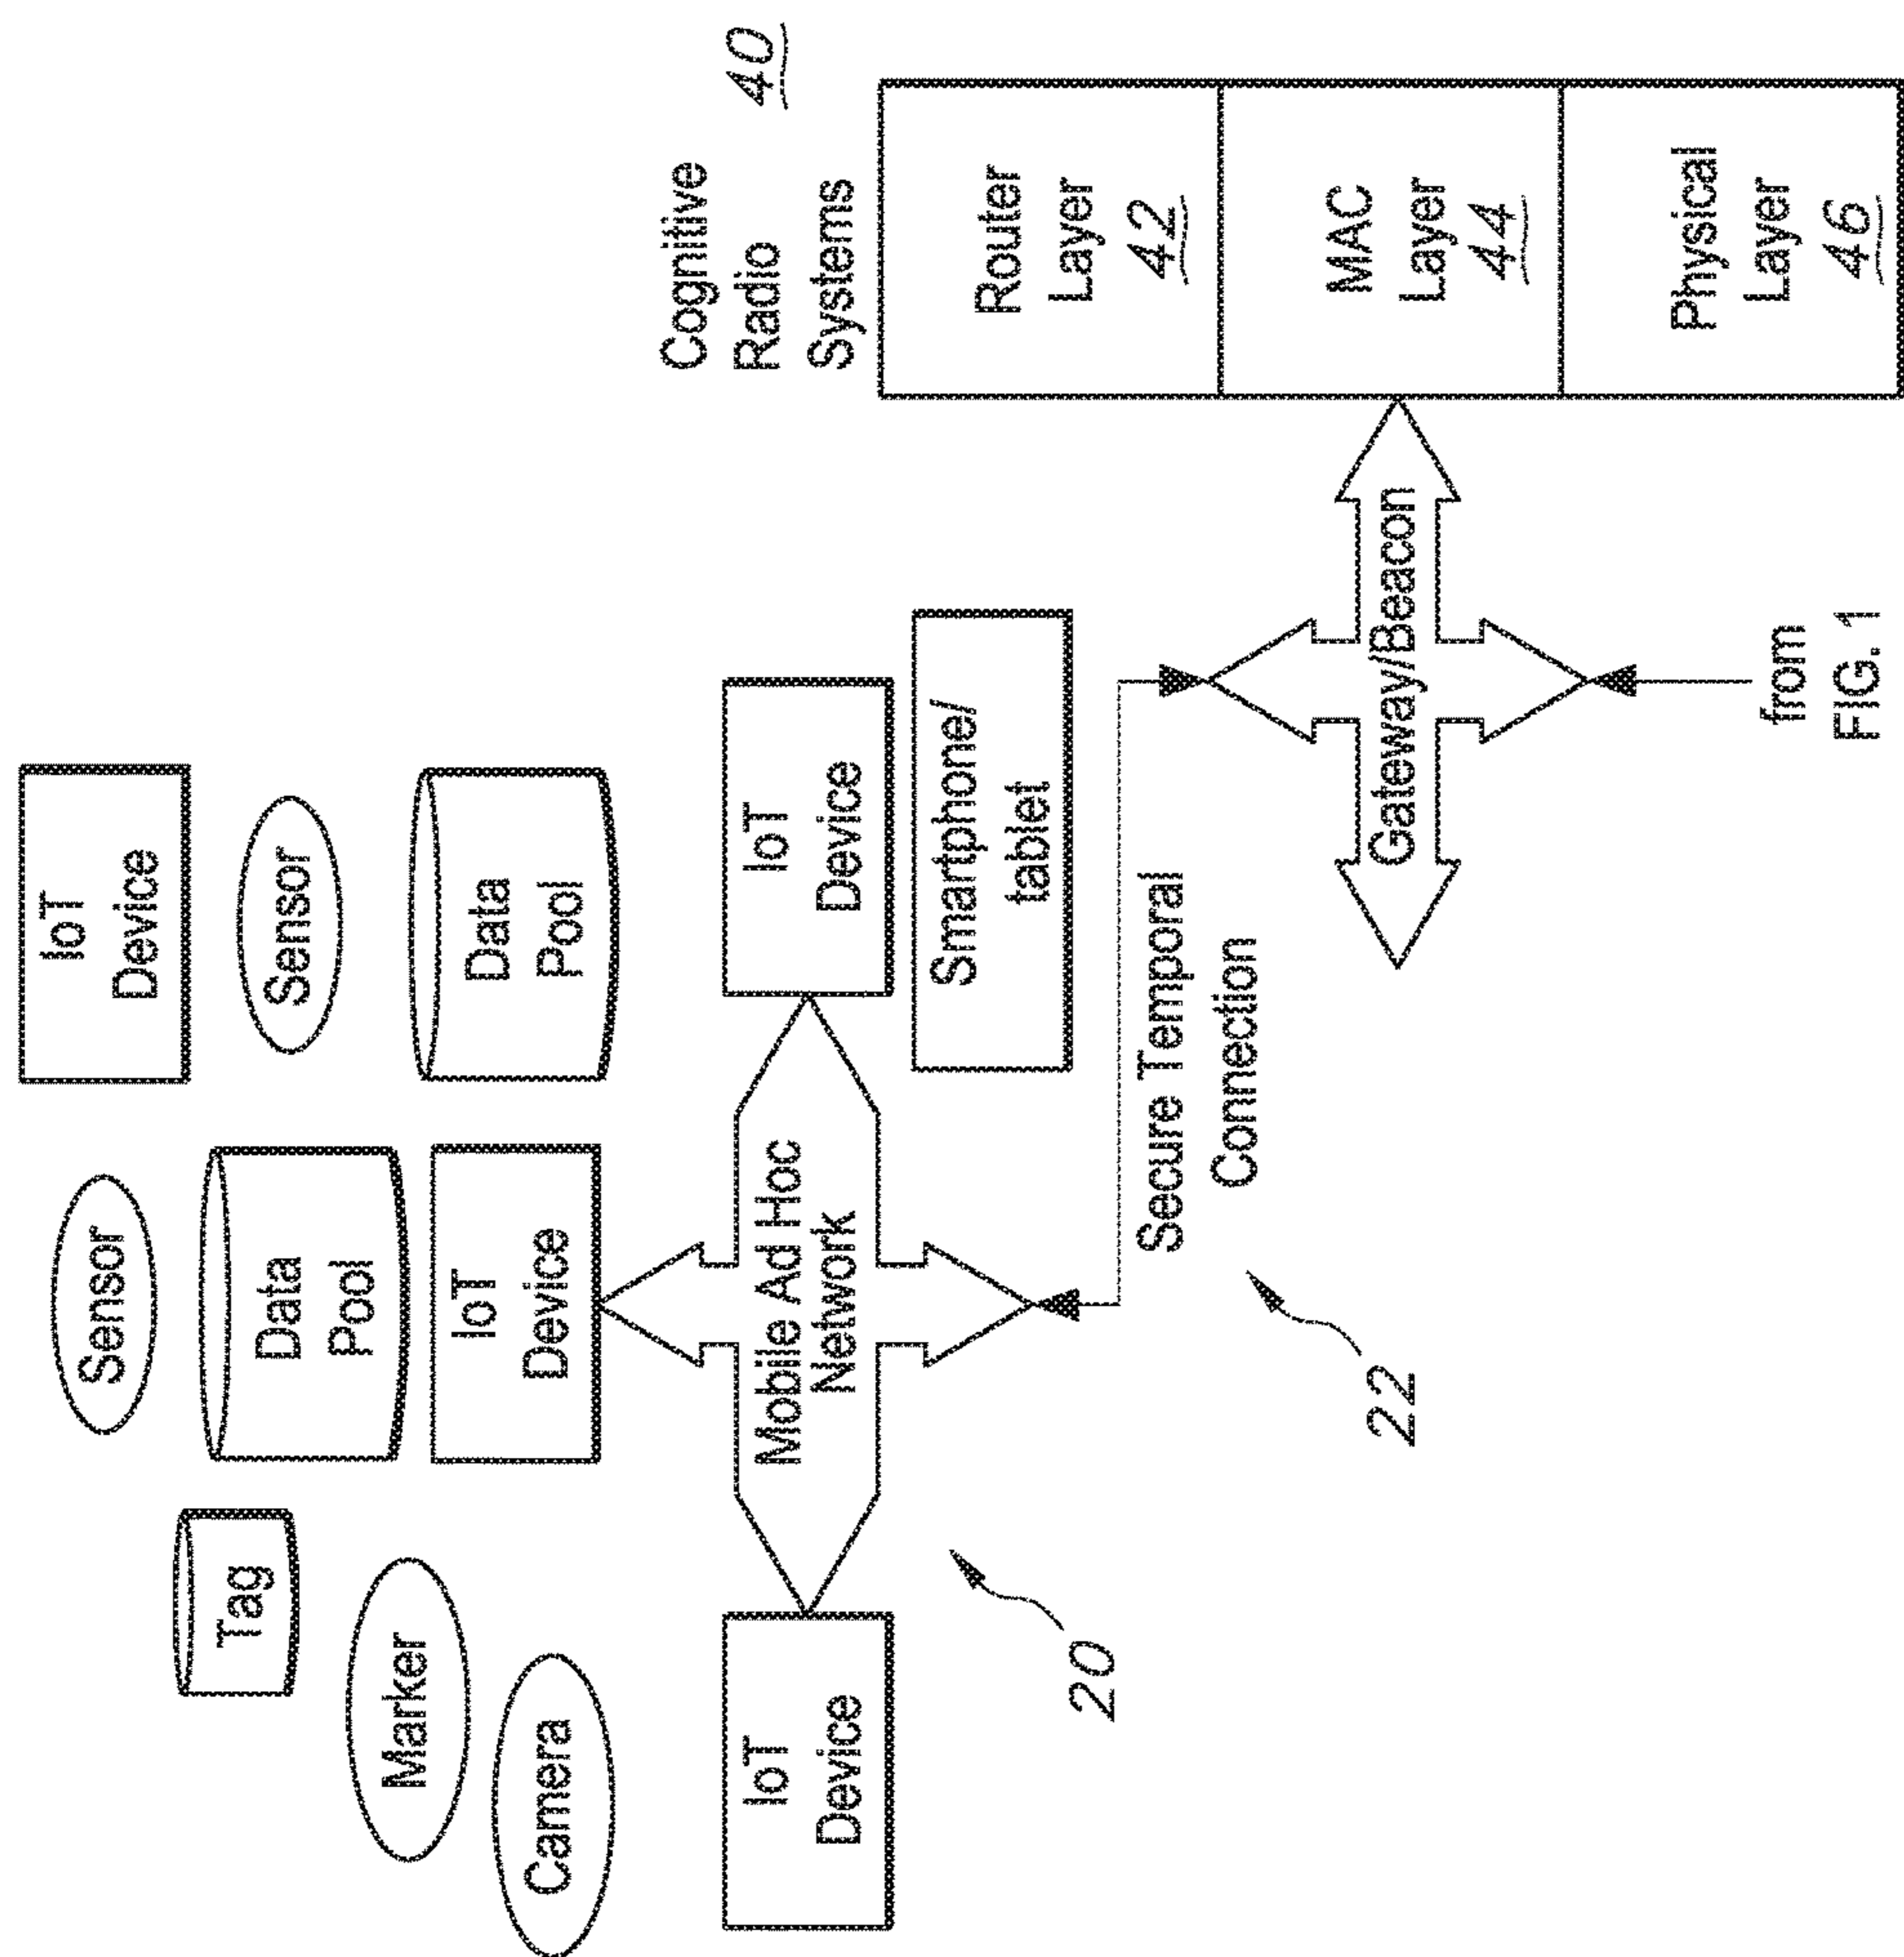 IoT
Device
Sensor
Sensor
Tag
Data
Pool
Data
Pool
Marker
IoT
Device
Camera
IoT
Device
Mobile Ad Hoc
Network
IoT
Device
Smartphone/
tablet
20
Secure Temporal
Connection
22
Cognitive
Radio
Systems
40
Router
Layer
42
MAC
Layer
44
Physical
Layer
46
Gateway/Beacon
from
FIG. 1